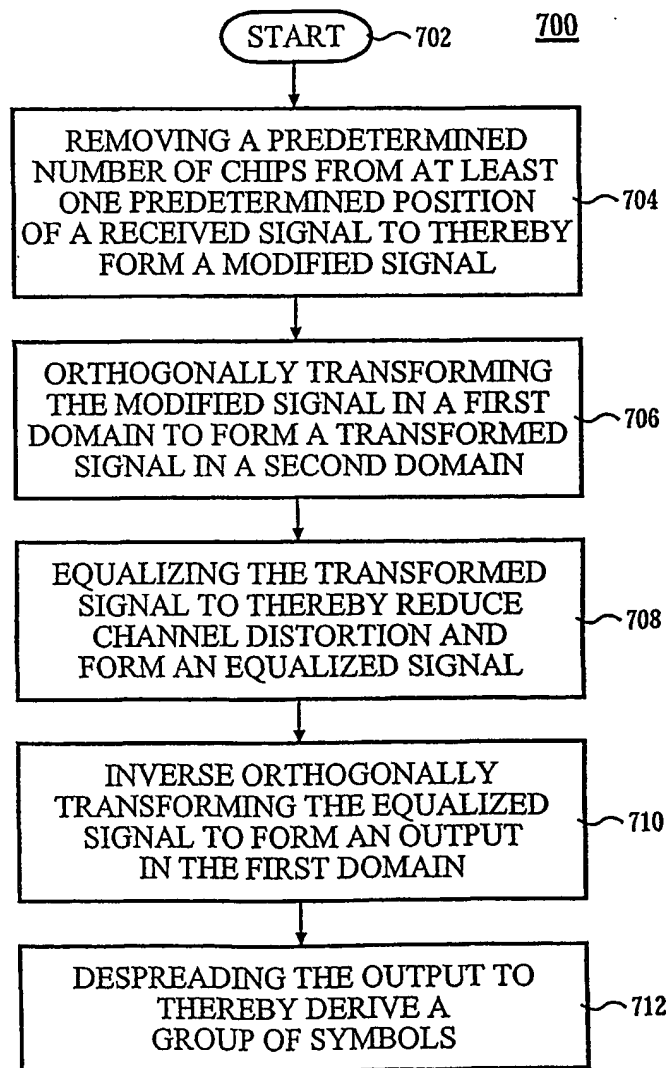 700
START
702
REMOVING A PREDETERMINED
NUMBER OF CHIPS FROM AT LEAST
ONE PREDETERMINED POSITION
OF A RECEIVED SIGNAL TO THEREBY
FORM A MODIFIED SIGNAL
704
ORTHOGONALLY TRANSFORMING
THE MODIFIED SIGNAL IN A FIRST
DOMAIN TO FORM A TRANSFORMED
SIGNAL IN A SECOND DOMAIN
706
EQUALIZING THE TRANSFORMED
SIGNAL TO THEREBY REDUCE
CHANNEL DISTORTION AND
FORM AN EQUALIZED SIGNAL
708
INVERSE ORTHOGONALLY
TRANSFORMING THE EQUALIZED
SIGNAL TO FORM AN OUTPUT
IN THE FIRST DOMAIN
710
DESPREADING THE OUTPUT TO
THEREBY DERIVE A
GROUP OF SYMBOLS
712